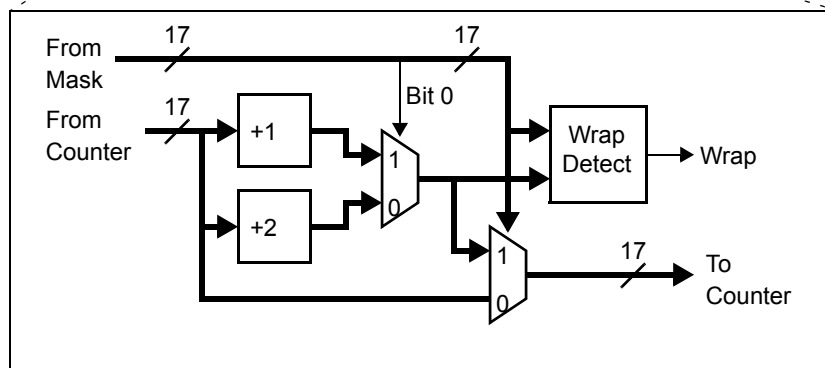 From
Mask
17
17
Bit 0
From
Counter
17
+1
1
0
+2
Wrap
Detect
Wrap
1
0
17
To
Counter